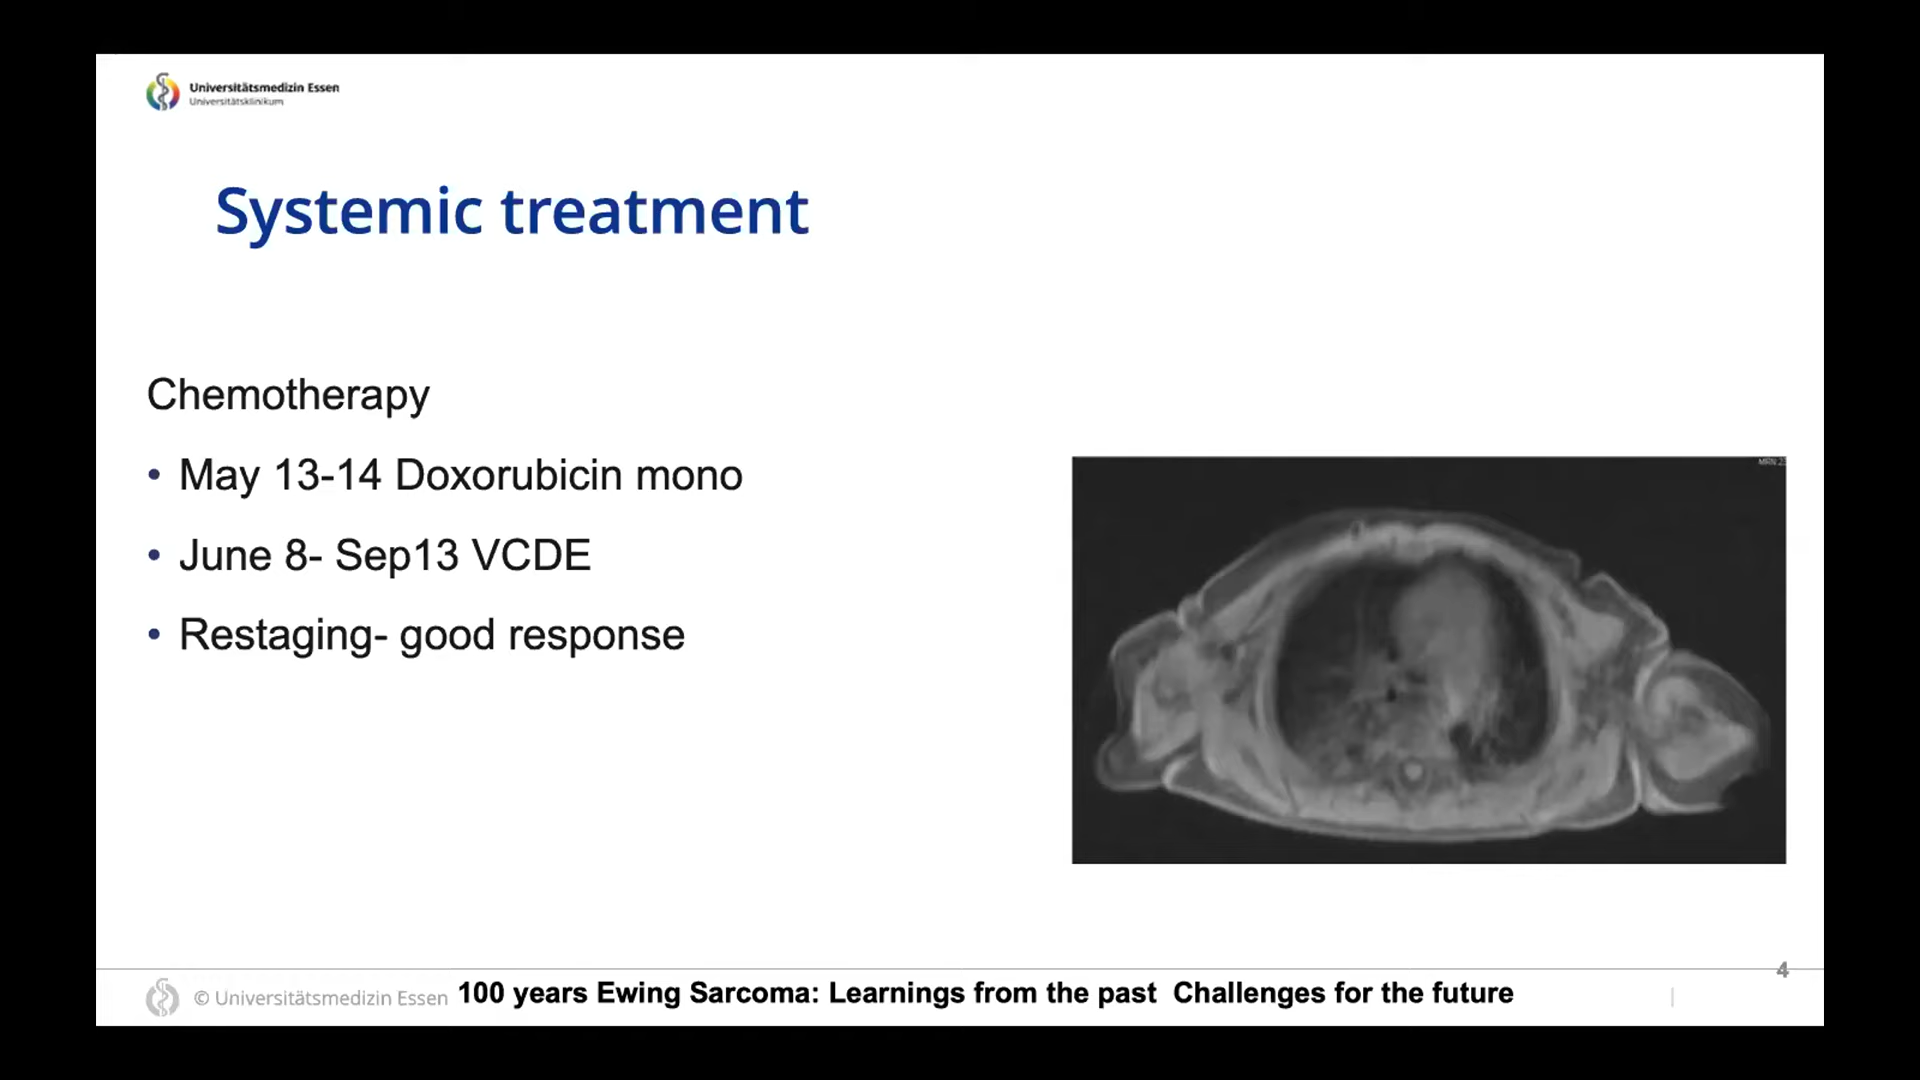 Universitätsmedizin Essen
Universitätsklinikum
Systemic treatment
Chemotherapy
• May 13-14 Doxorubicin mono
• June 8- Sep13 VCDE
• Restaging- good response
4
© Universitätsmedizin Essen 100 years Ewing Sarcoma: Learnings from the past Challenges for the future